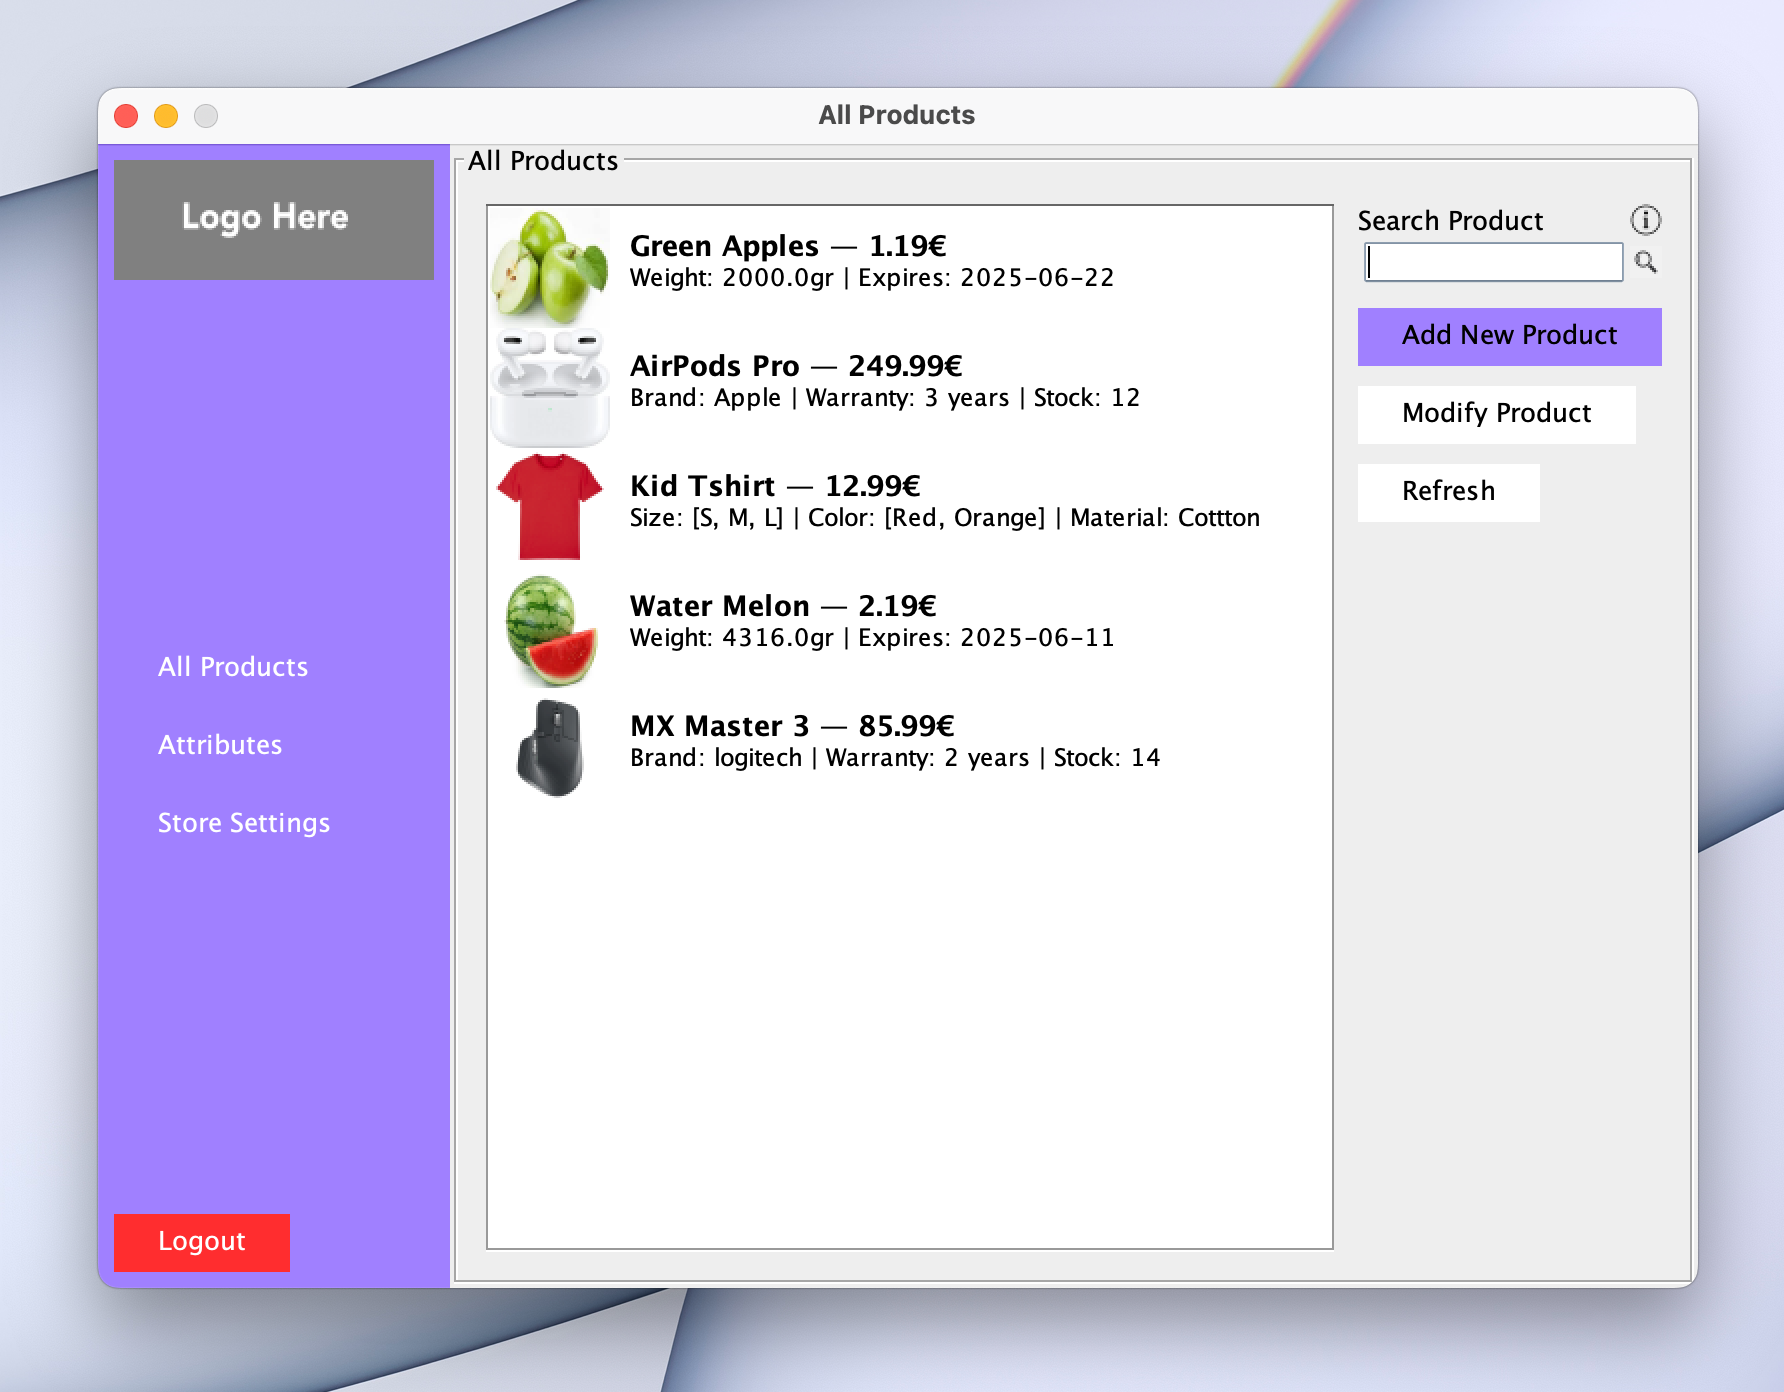 All Products
Logo Here
All Products
Attributes
Store Settings
Logout
All Products
Green Apples — 1.19€
Weight: 2000.0gr | Expires: 2025-06-22
AirPods Pro — 249.99€
Brand: Apple | Warranty: 3 years | Stock: 12
Kid Tshirt — 12.99€
Size: [S, M, L] | Color: [Red, Orange] | Material: Cottton
Water Melon — 2.19€
Weight: 4316.0gr | Expires: 2025-06-11
MX Master 3 — 85.99€
Brand: logitech | Warranty: 2 years | Stock: 14
Search Product
Add New Product
Modify Product
Refresh